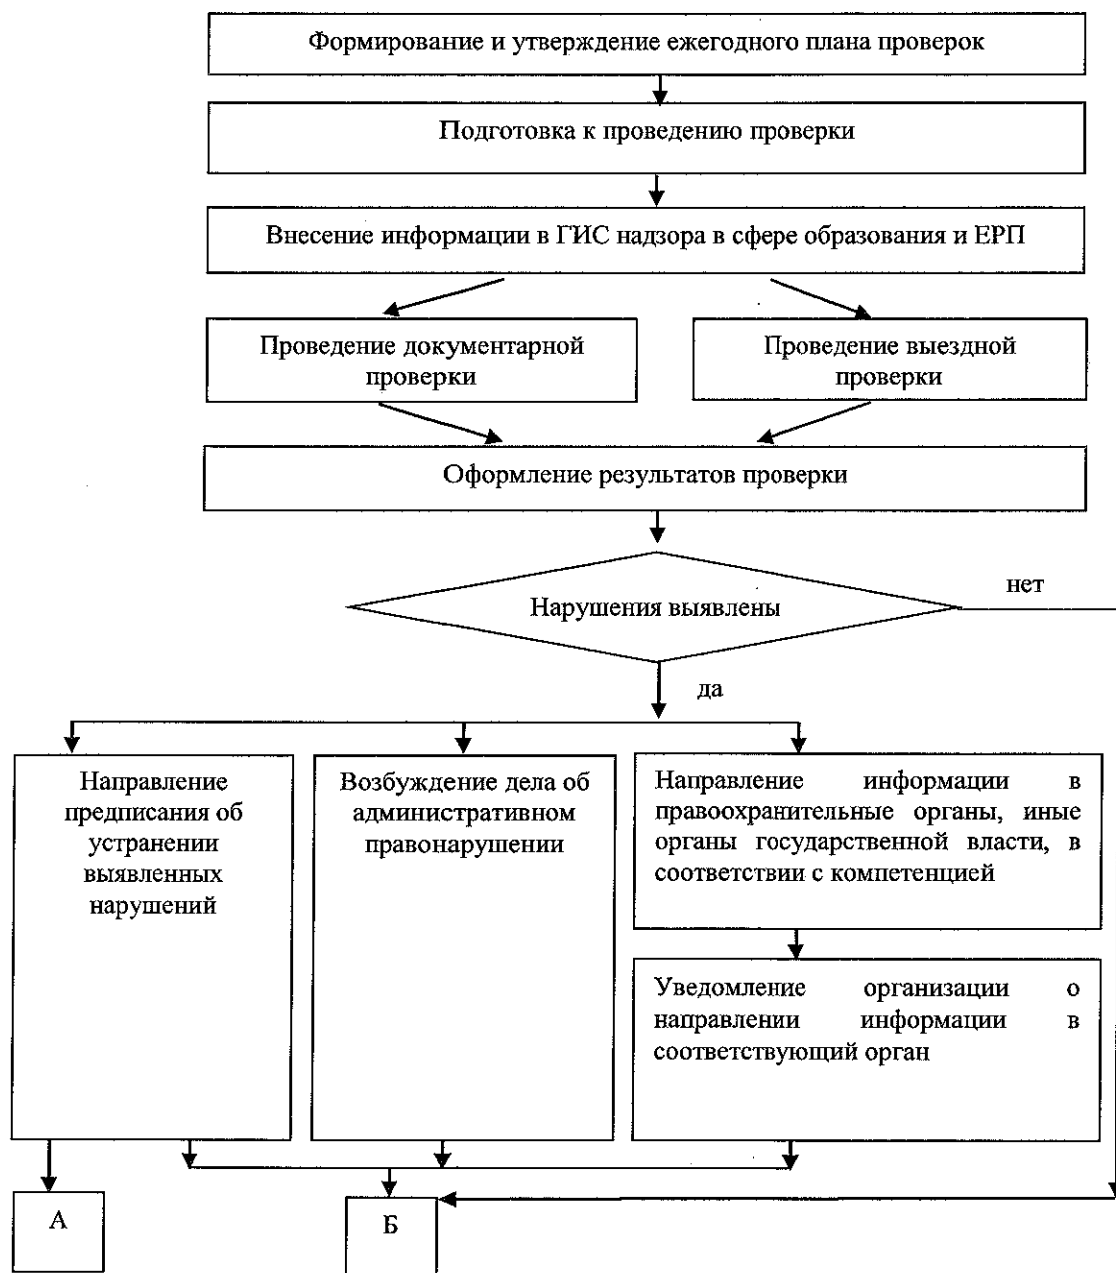 Формирование и утверждение ежегодного плана проверок
Подготовка к проведению проверки
Внесение информации в ГИС надзора в сфере образования и ЕРП
Проведение документарной
проверки
Проведение выездной
проверки
Оформление результатов проверки
Нарушения выявлены
нет
да
Направление
предписания об
устранении
выявленных
нарушений
Возбуждение дела об
административном
правонарушении
Направление информации в
правоохранительные органы, иные
органы государственной власти, в
соответствии с компетенцией
Уведомление организации о
направлении информации в
соответствующий орган
А
Б